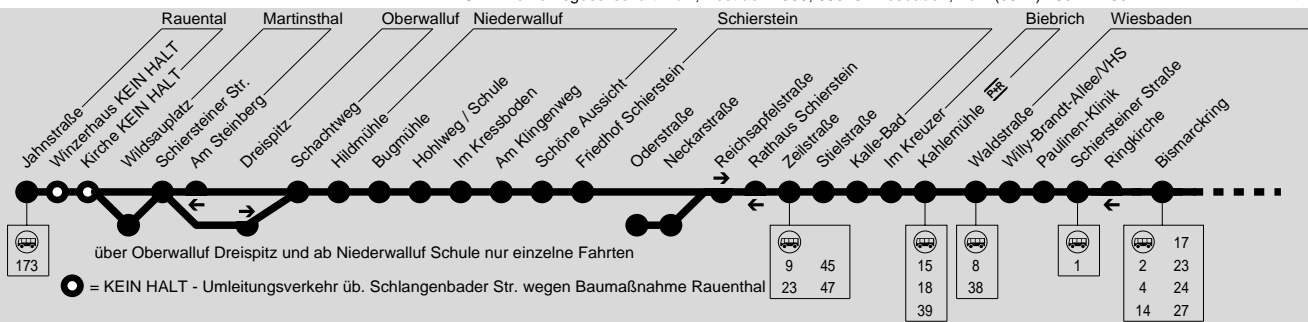 Rauental Martinsthal Oberwalluf Niederwalluf Schierstein Biebrich Wiesbaden
Jahnstraße
Winzerhaus KEIN HALT
Kirche KEIN HALT
Wildsauplatz
Schiersteiner Str.
Am Steinberg
Dreispitz
Schachtweg
Hildmühle
Bugmühle
Hohlweg / Schule
Im Kressboden
Am Klingenweg
Schöne Aussicht
Friedhof Schierstein
Oderstraße
Neckarstraße
Reichsapfelstraße
Rathaus Schierstein
Zeilstraße
Stielstraße
Kalle-Bad
Im Kreuzer
Kahlemühle P+R
Waldstraße
Willy-Brandt-Allee/VHS
Paulinen-Klinik
Schiersteiner Straße
Ringkirche
Bismarckring
173
9 45
23 47
15
18
39
8
38
1
17
2 23
4 24
14 27
über Oberwalluf Dreispitz und ab Niederwalluf Schule nur einzelne Fahrten
= KEIN HALT - Umleitungsverkehr üb. Schlangenbader Str. wegen Baumaßnahme Rauenthal